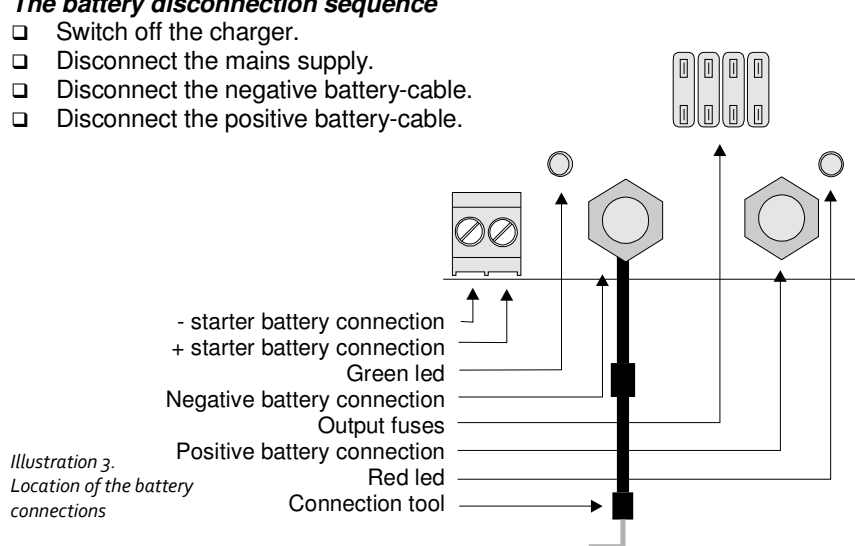 The battery disconnection sequence
❑ Switch off the charger.
❑ Disconnect the mains supply.
❑ Disconnect the negative battery-cable.
❑ Disconnect the positive battery-cable.
- starter battery connection
+ starter battery connection
Green led
Negative battery connection
Output fuses
Positive battery connection
Red led
Connection tool
Illustration 3.
Location of the battery
connections